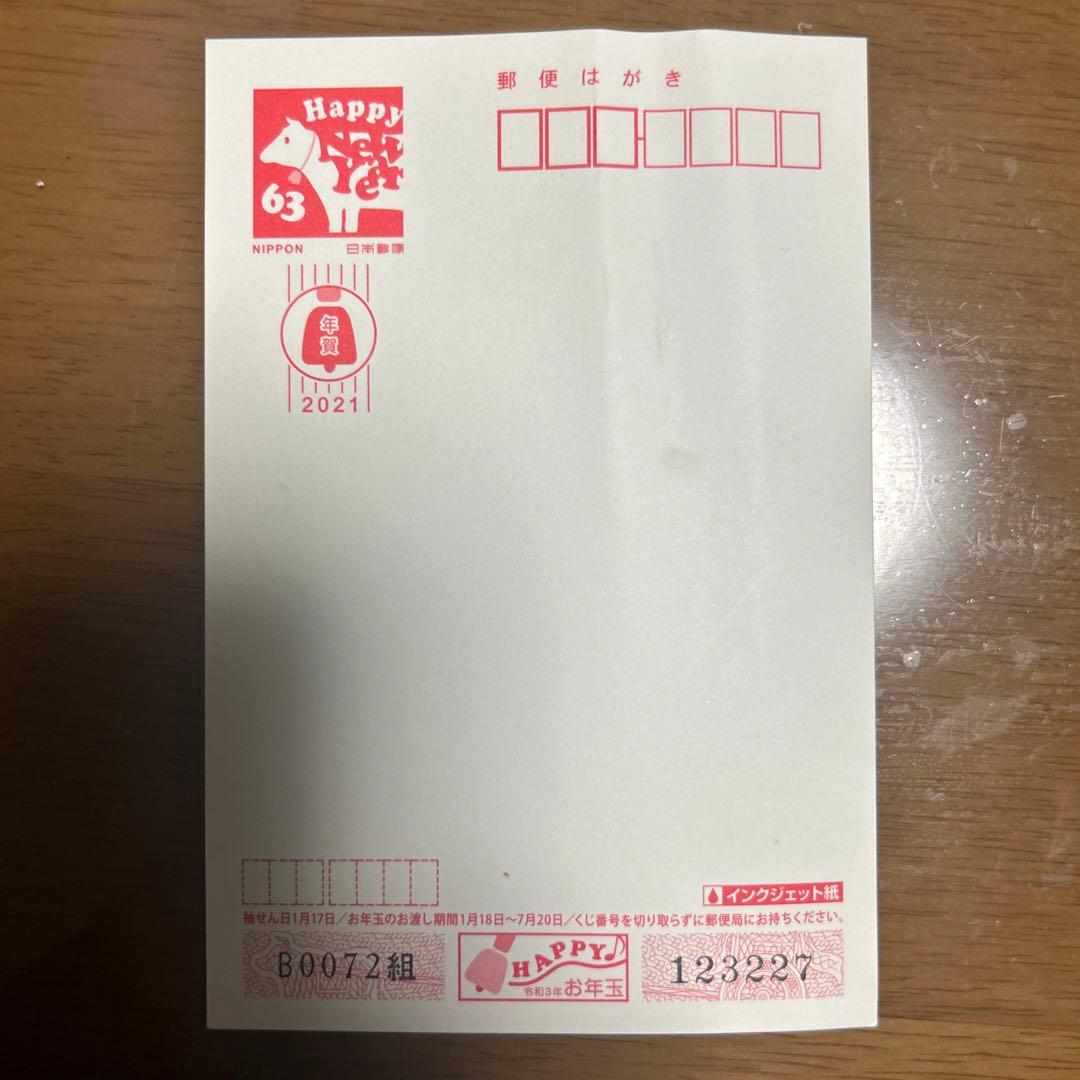 郵便はがき
Happy
New
Year
63
NIPPON 日本郵便
年賀
2021
インクジェット紙
抽せん日1月17日／お年玉のお渡し期間1月18日～7月20日／くじ番号を切り取らずに郵便局にお持ちください。
B0072組
HAPPY♪
令和3年 お年玉
123227